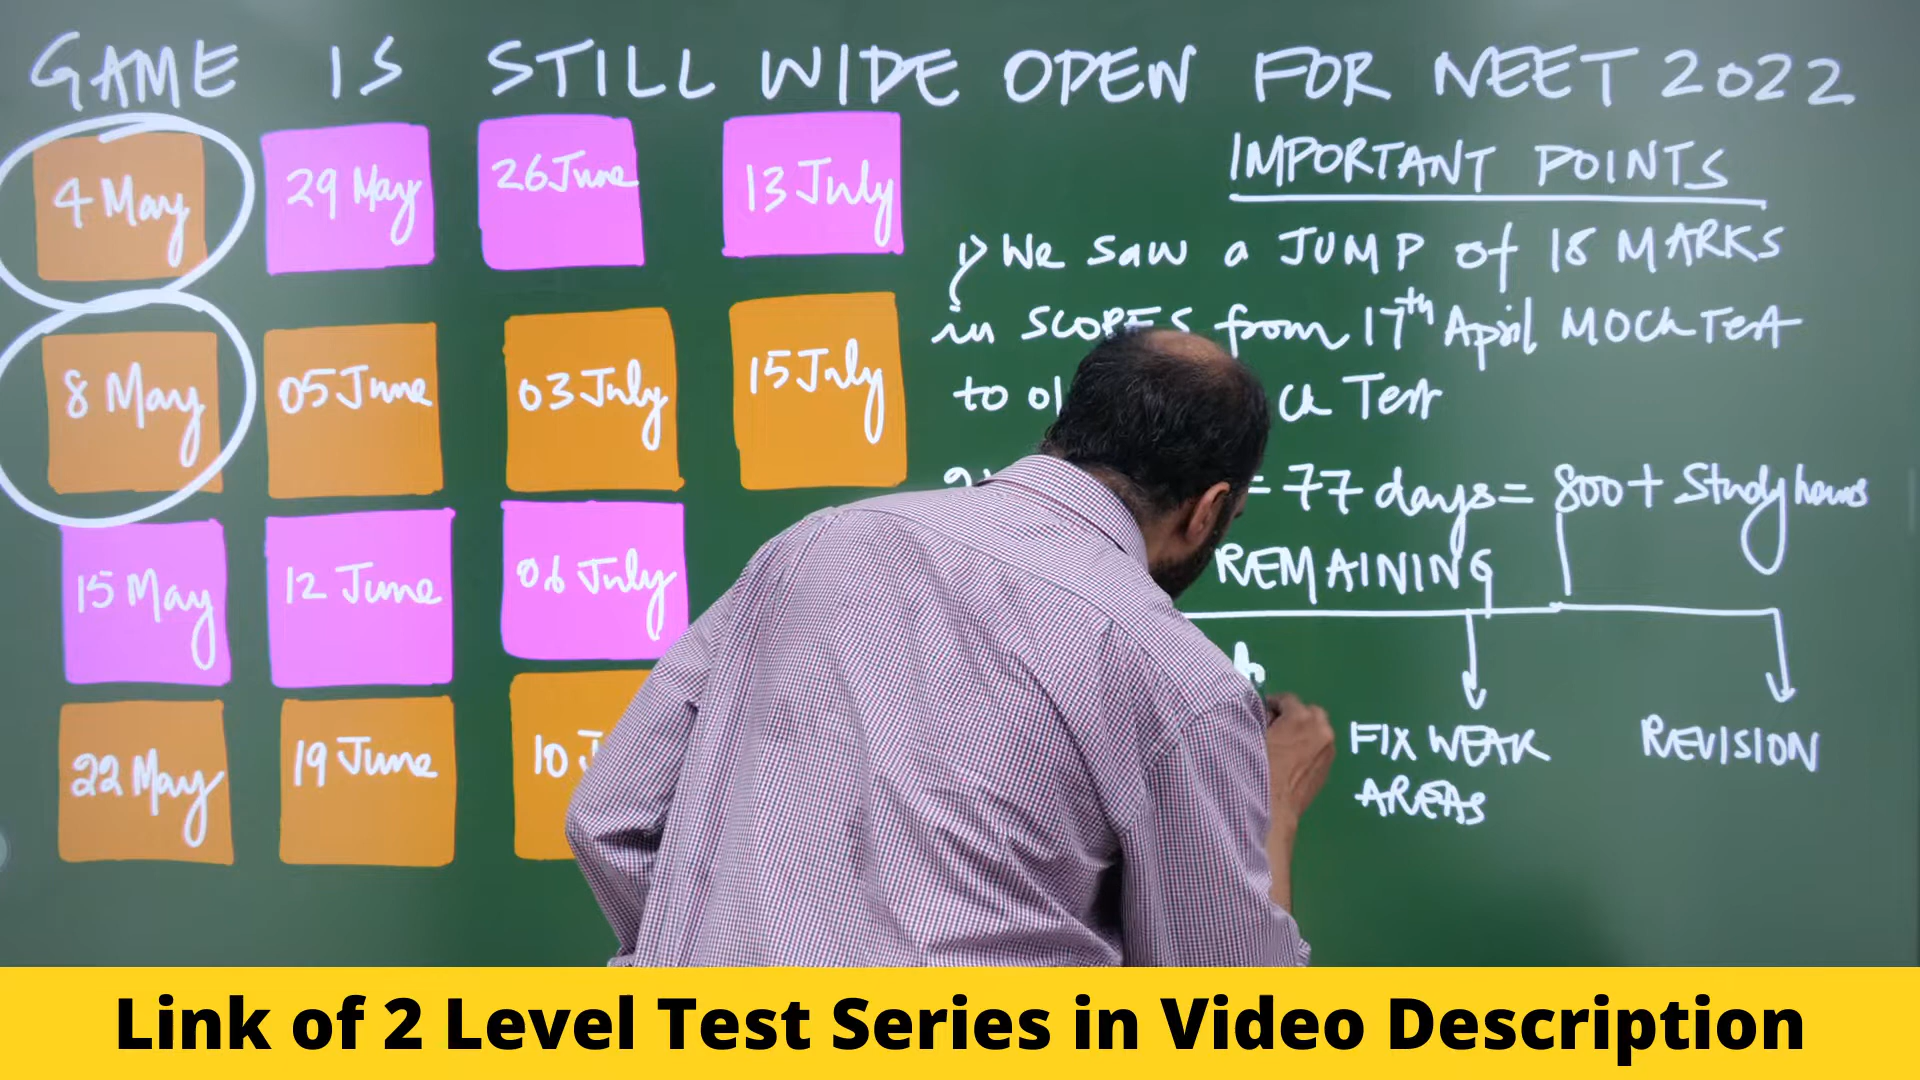 GAME IS STILL WIDE OPEN FOR NEET 2022
4 May
29 May
26 June
13 July
8 May
05 June
03 July
15 July
15 May
12 June
06 July
22 May
19 June
10
IMPORTANT POINTS
1) We saw a JUMP of 18 MARKS
in SCORES from 17th April MOCK TEST
to Test
= 77 days = 800+ Study hours
REMAINING
FIX WEAK
AREAS
REVISION
Link of 2 Level Test Series in Video Description